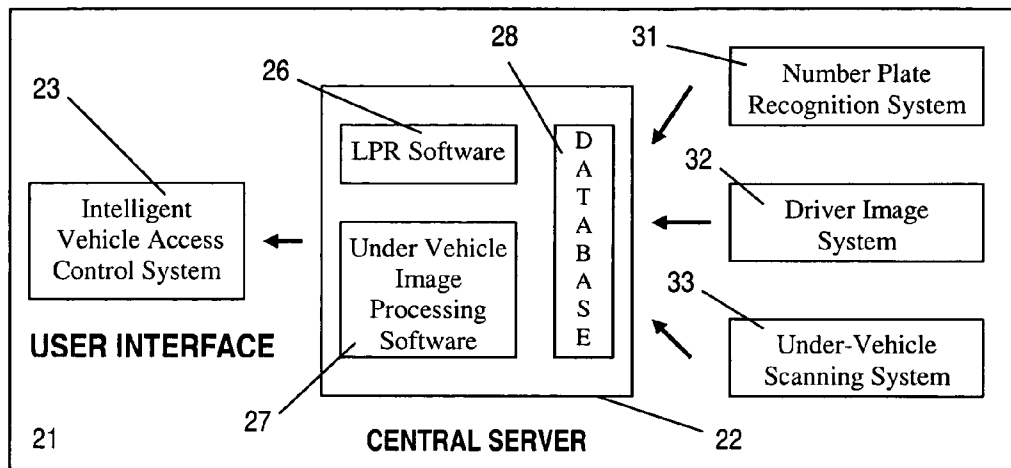 23
Intelligent
Vehicle Access
Control System
USER INTERFACE
21
26
LPR Software
Under Vehicle
Image
Processing
Software
27
28
DATABASE
CENTRAL SERVER
22
31
Number Plate
Recognition System
32
Driver Image
System
33
Under-Vehicle
Scanning System